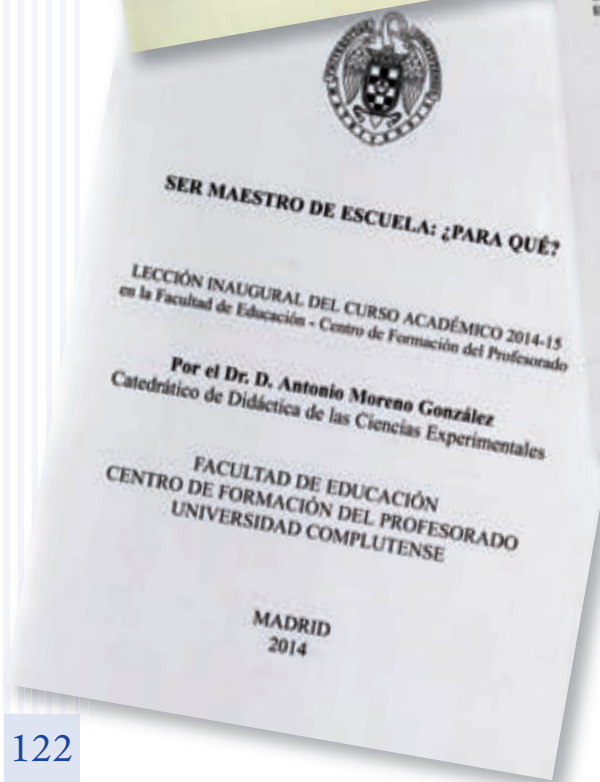 SER MAESTRO DE ESCUELA: ¿PARA QUÉ?
LECCIÓN INAUGURAL DEL CURSO ACADÉMICO 2014-15
en la Facultad de Educación - Centro de Formación del Profesorado
Por el Dr. D. Antonio Moreno González
Catedrático de Didáctica de las Ciencias Experimentales
FACULTAD DE EDUCACIÓN
CENTRO DE FORMACIÓN DEL PROFESORADO
UNIVERSIDAD COMPLUTENSE
MADRID
2014
122